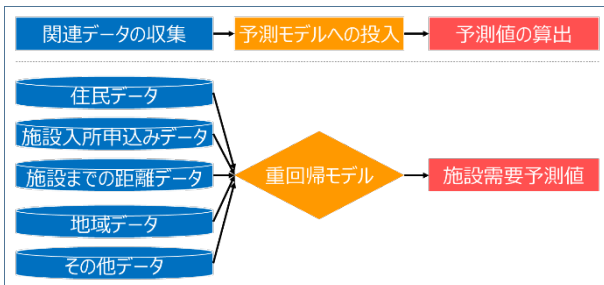 関連データの収集
予測モデルへの投入
予測値の算出
住民データ
施設入所申込みデータ
施設までの距離データ
地域データ
その他データ
重回帰モデル
施設需要予測値